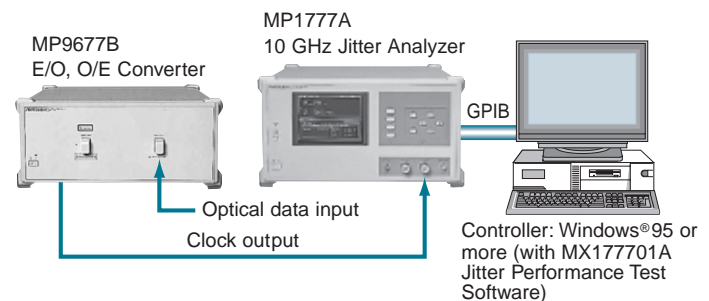 MP1777A
10 GHz Jitter Analyzer
MP9677B
E/O, O/E Converter
GPIB
Optical data input
Clock output
Controller: Windows®95 or
more (with MX177701A
Jitter Performance Test
Software)